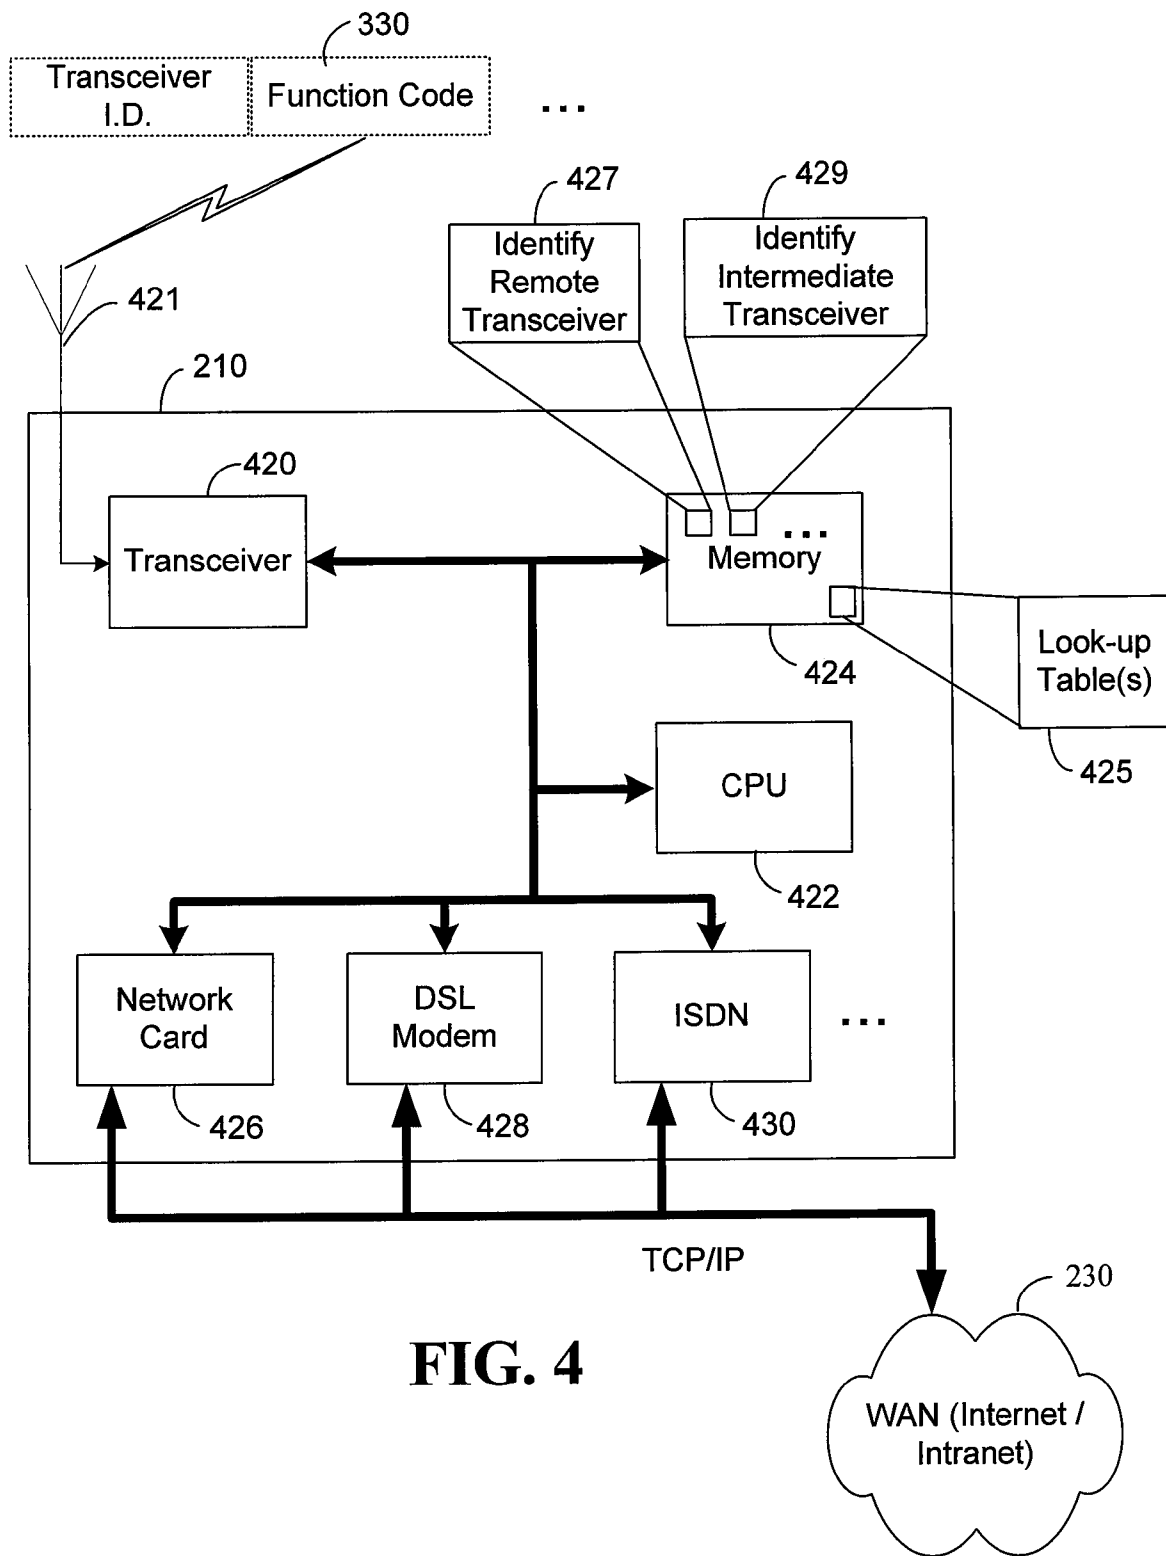 330
Transceiver
I.D.
Function Code
...
427
429
Identify
Remote
Transceiver
Identify
Intermediate
Transceiver
421
210
420
Transceiver
...
Memory
424
Look-up
Table(s)
425
CPU
422
Network
Card
DSL
Modem
ISDN
...
426
428
430
TCP/IP
230
FIG. 4
WAN (Internet /
Intranet)